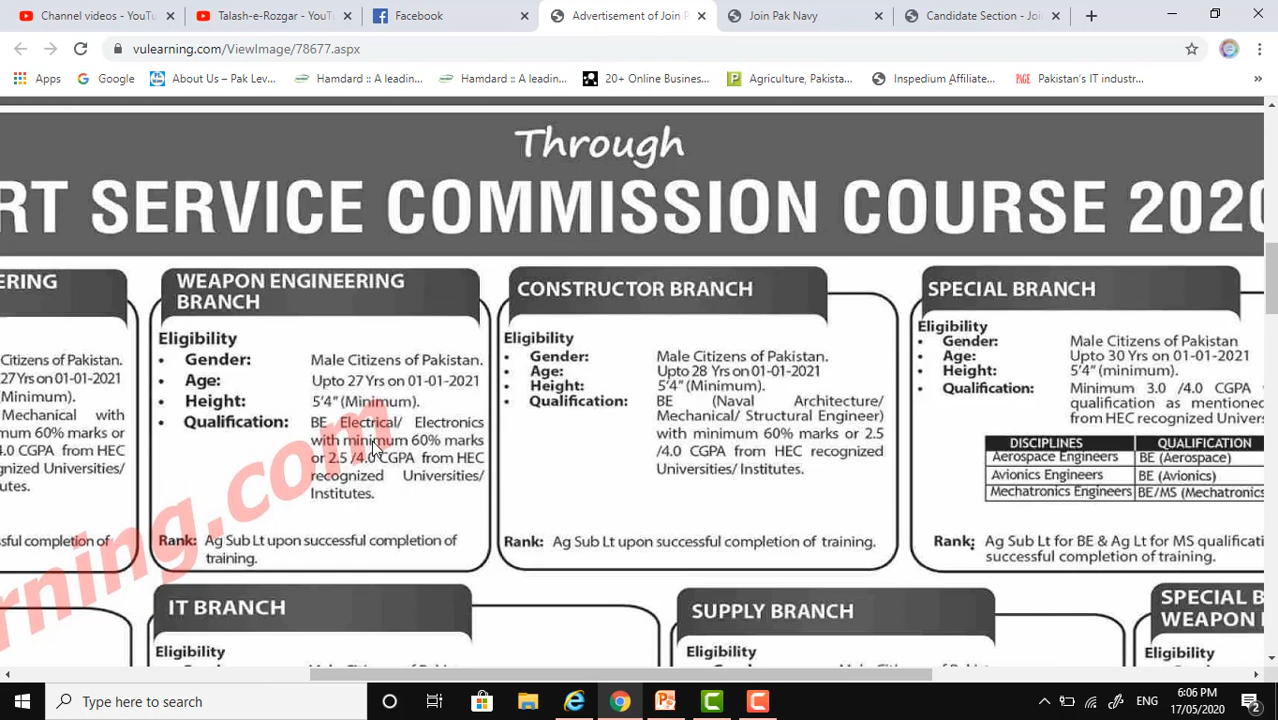 Channel videos - YouTu
Talash-e-Rozgar - YouTu
Facebook
Advertisement of Join P
Join Pak Navy
Candidate Section - Joi
vulearning.com/ViewImage/78677.aspx
Apps
Google
About Us – Pak Lev...
Hamdard :: A leadin...
Hamdard :: A leadin...
20+ Online Busines...
Agriculture, Pakista...
Inspedium Affiliate...
PAGE
Pakistan's IT industr...
»
Through
RT SERVICE COMMISSION COURSE 2020
ERING
Citizens of Pakistan.
27 Yrs on 01-01-2021
(Minimum).
Mechanical with
mum 60% marks or
4.0 CGPA from HEC
gnized Universities/
utes.
sful completion of
WEAPON ENGINEERING
BRANCH
Eligibility
• Gender: Male Citizens of Pakistan.
• Age: Upto 27 Yrs on 01-01-2021
• Height: 5'4" (Minimum).
• Qualification: BE Electrical/ Electronics
with minimum 60% marks
or 2.5 /4.0 CGPA from HEC
recognized Universities/
Institutes.
Rank: Ag Sub Lt upon successful completion of
training.
CONSTRUCTOR BRANCH
Eligibility
• Gender: Male Citizens of Pakistan.
• Age: Upto 28 Yrs on 01-01-2021
• Height: 5'4" (Minimum).
• Qualification: BE (Naval Architecture/
Mechanical/ Structural Engineer)
with minimum 60% marks or 2.5
/4.0 CGPA from HEC recognized
Universities/ Institutes.
Rank: Ag Sub Lt upon successful completion of training.
SPECIAL BRANCH
Eligibility
• Gender: Male Citizens of Pakistan
• Age: Upto 30 Yrs on 01-01-2021
• Height: 5'4" (minimum).
• Qualification: Minimum 3.0 /4.0 CGPA
qualification as mentioned
from HEC recognized Univers
DISCIPLINES QUALIFICATION
Aerospace Engineers BE (Aerospace)
Avionics Engineers BE (Avionics)
Mechatronics Engineers BE/MS (Mechatronics
Rank: Ag Sub Lt for BE & Ag Lt for MS qualificati
successful completion of training.
rning.com
IT BRANCH
Eligibility
SUPPLY BRANCH
Eligibility
SPECIAL B
WEAPON
Eligibility
Type here to search
ENG
6:06 PM
17/05/2020
2